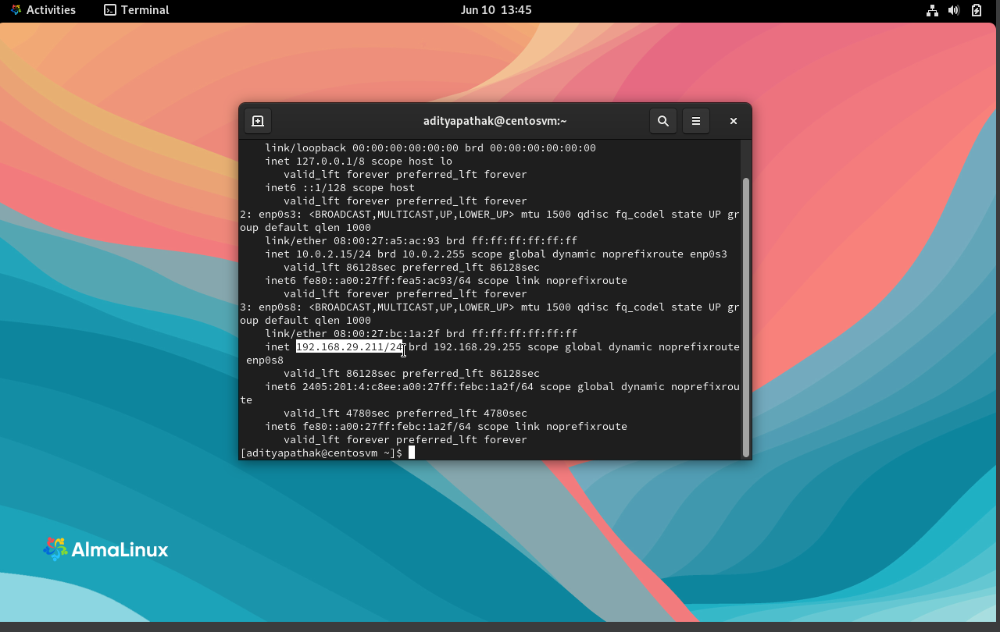 Activities
Terminal
Jun 10 13:45
adityapathak@centosvm:~
link/loopback 00:00:00:00:00:00 brd 00:00:00:00:00:00
inet 127.0.0.1/8 scope host lo
valid_lft forever preferred_lft forever
inet6 ::1/128 scope host
valid_lft forever preferred_lft forever
2: enp0s3: <BROADCAST,MULTICAST,UP,LOWER_UP> mtu 1500 qdisc fq_codel state UP gr
oup default qlen 1000
link/ether 08:00:27:a5:ac:93 brd ff:ff:ff:ff:ff:ff
inet 10.0.2.15/24 brd 10.0.2.255 scope global dynamic noprefixroute enp0s3
valid_lft 86128sec preferred_lft 86128sec
inet6 fe80::a00:27ff:fea5:ac93/64 scope link noprefixroute
valid_lft forever preferred_lft forever
3: enp0s8: <BROADCAST,MULTICAST,UP,LOWER_UP> mtu 1500 qdisc fq_codel state UP gr
oup default qlen 1000
link/ether 08:00:27:bc:1a:2f brd ff:ff:ff:ff:ff:ff
inet 192.168.29.211/24 brd 192.168.29.255 scope global dynamic noprefixroute
enp0s8
valid_lft 86128sec preferred_lft 86128sec
inet6 2405:201:4:c8ee:a00:27ff:febc:1a2f/64 scope global dynamic noprefixrou
te
valid_lft 4780sec preferred_lft 4780sec
inet6 fe80::a00:27ff:febc:1a2f/64 scope link noprefixroute
valid_lft forever preferred_lft forever
[adityapathak@centosvm ~]$
AlmaLinux